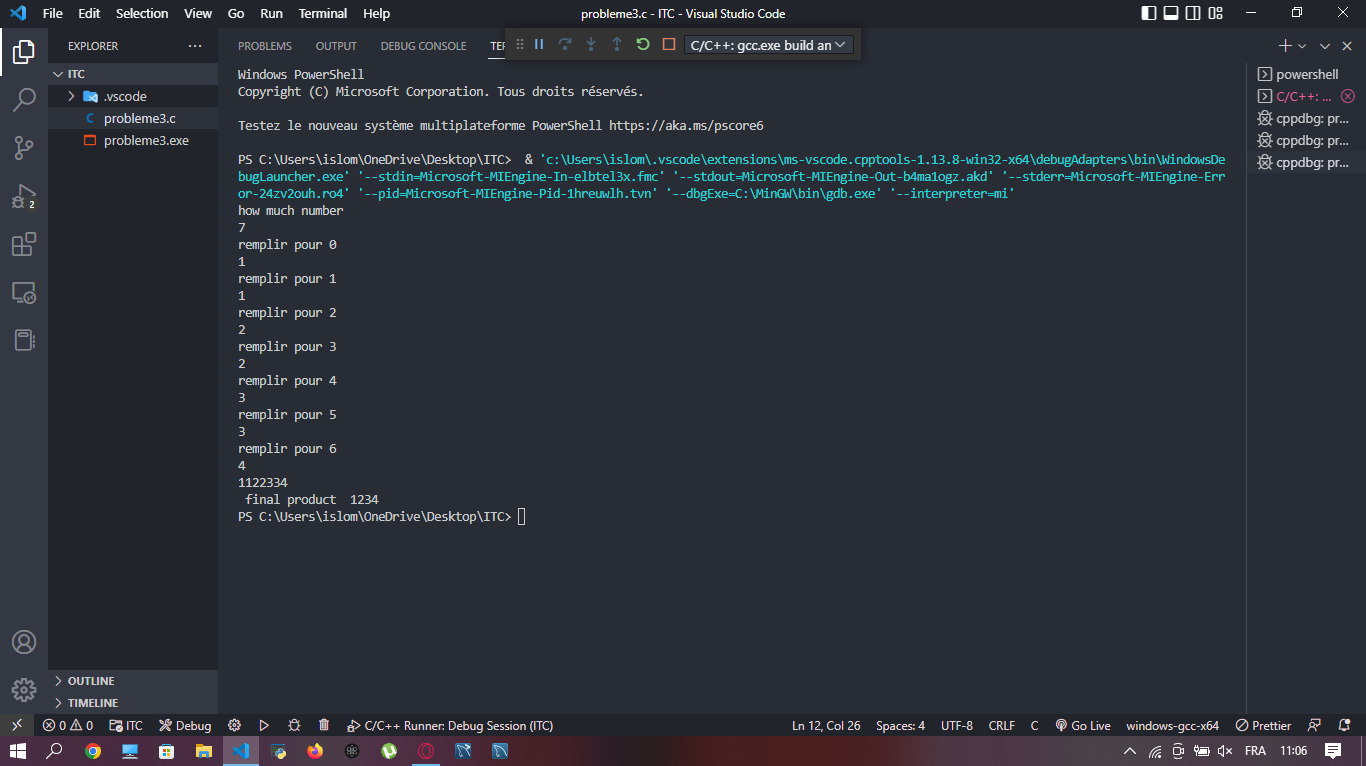 File Edit Selection View Go Run Terminal Help
probleme3.c - ITC - Visual Studio Code
EXPLORER
ITC
.vscode
C probleme3.c
probleme3.exe
OUTLINE
TIMELINE
PROBLEMS OUTPUT DEBUG CONSOLE
C/C++: gcc.exe build an
Windows PowerShell
Copyright (C) Microsoft Corporation. Tous droits réservés.
Testez le nouveau système multiplateforme PowerShell https://aka.ms/pscore6
PS C:\Users\islom\OneDrive\Desktop\ITC>  & 'c:\Users\islom\.vscode\extensions\ms-vscode.cpptools-1.13.8-win32-x64\debugAdapters\bin\WindowsDe
bugLauncher.exe' '--stdin=Microsoft-MIEngine-In-elbtel3x.fmc' '--stdout=Microsoft-MIEngine-Out-b4ma1ogz.akd' '--stderr=Microsoft-MIEngine-Err
or-24zv2ouh.ro4' '--pid=Microsoft-MIEngine-Pid-1hreuwlh.tvn' '--dbgExe=C:\MinGW\bin\gdb.exe' '--interpreter=mi'
how much number
7
remplir pour 0
1
remplir pour 1
1
remplir pour 2
2
remplir pour 3
2
remplir pour 4
3
remplir pour 5
3
remplir pour 6
4
1122334
final product  1234
PS C:\Users\islom\OneDrive\Desktop\ITC>
powershell
C/C++: ...
cppdbg: pr...
cppdbg: pr...
cppdbg: pr...
2
0 0 ITC Debug C/C++ Runner: Debug Session (ITC) Ln 12, Col 26 Spaces: 4 UTF-8 CRLF C Go Live windows-gcc-x64 Prettier
FRA 11:06